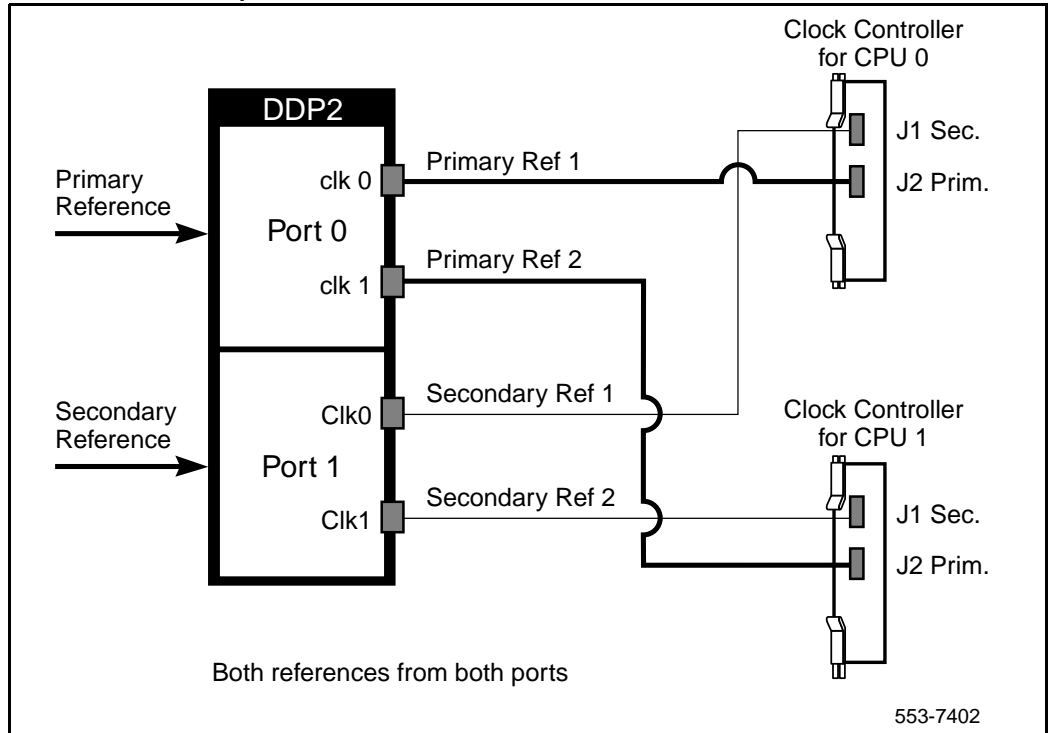 Clock Controller
for CPU 0
DDP2
J1 Sec.
Primary Ref 1
clk 0
J2 Prim.
Primary
Reference
Port 0
Primary Ref 2
clk 1
Secondary Ref 1
Clk0
Secondary
Reference
Clock Controller
for CPU 1
Port 1
Secondary Ref 2
Clk1
J1 Sec.
J2 Prim.
Both references from both ports
553-7402